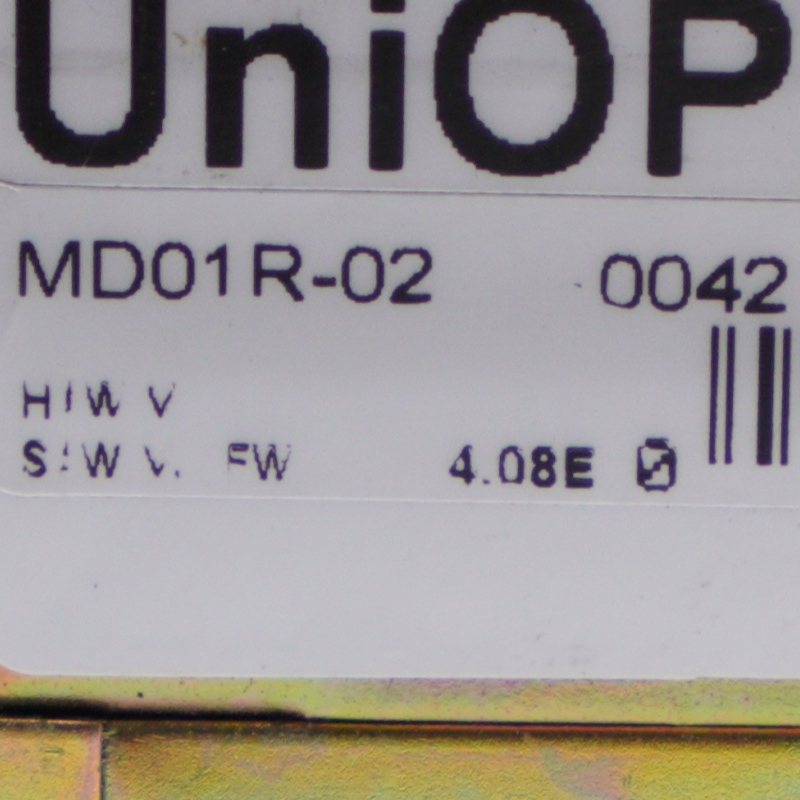 UniOP
MD01R-02 0042
H/W V
S/W V. FW 4.08E